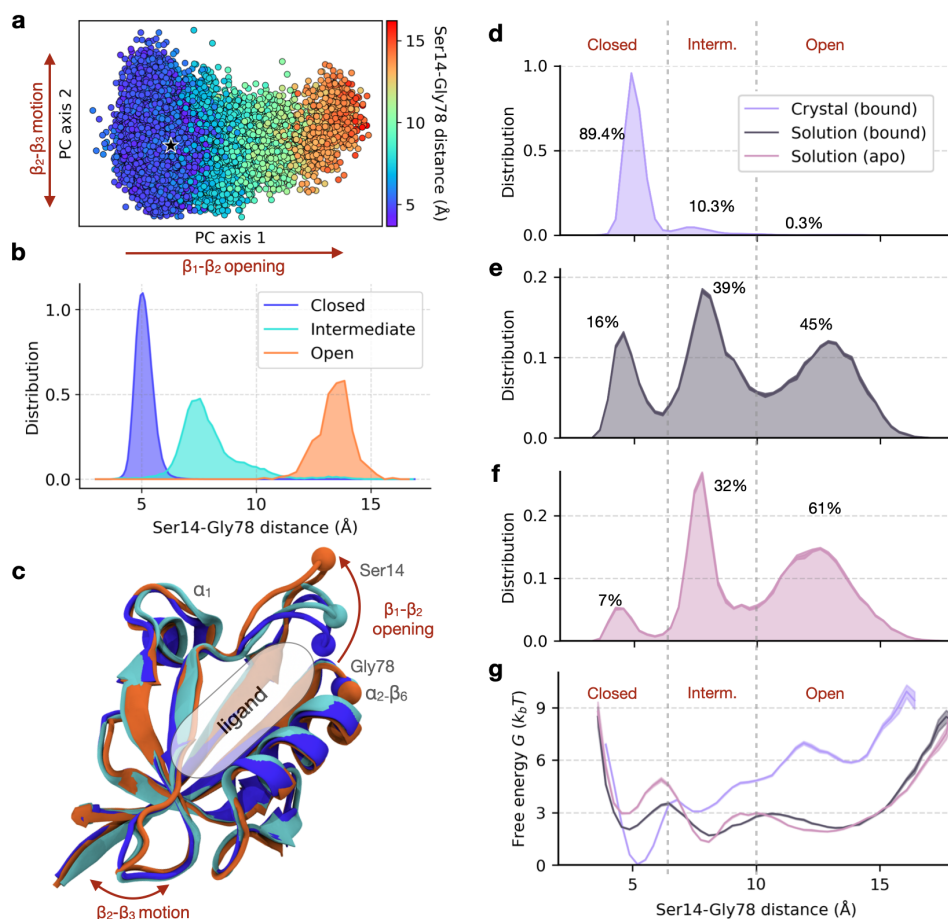 a
β₂-β₃ motion
PC axis 2
PC axis 1
β₁-β₂ opening
15
10
5
Ser14-Gly78 distance (Å)
b
Distribution
1.0
0.5
0.0
Closed
Intermediate
Open
5
10
15
Ser14-Gly78 distance (Å)
c
α₁
Ser14
β₁-β₂
opening
Gly78
α₂-β₆
ligand
β₂-β₃ motion
d
Closed
Interm.
Open
Distribution
1.0
0.5
0.0
89.4%
10.3%
0.3%
Crystal (bound)
Solution (bound)
Solution (apo)
e
Distribution
0.2
0.1
0.0
16%
39%
45%
f
Distribution
0.2
0.1
0.0
7%
32%
61%
g
Closed
Interm.
Open
Free energy G (k_bT)
9
6
3
0
5
10
15
Ser14-Gly78 distance (Å)